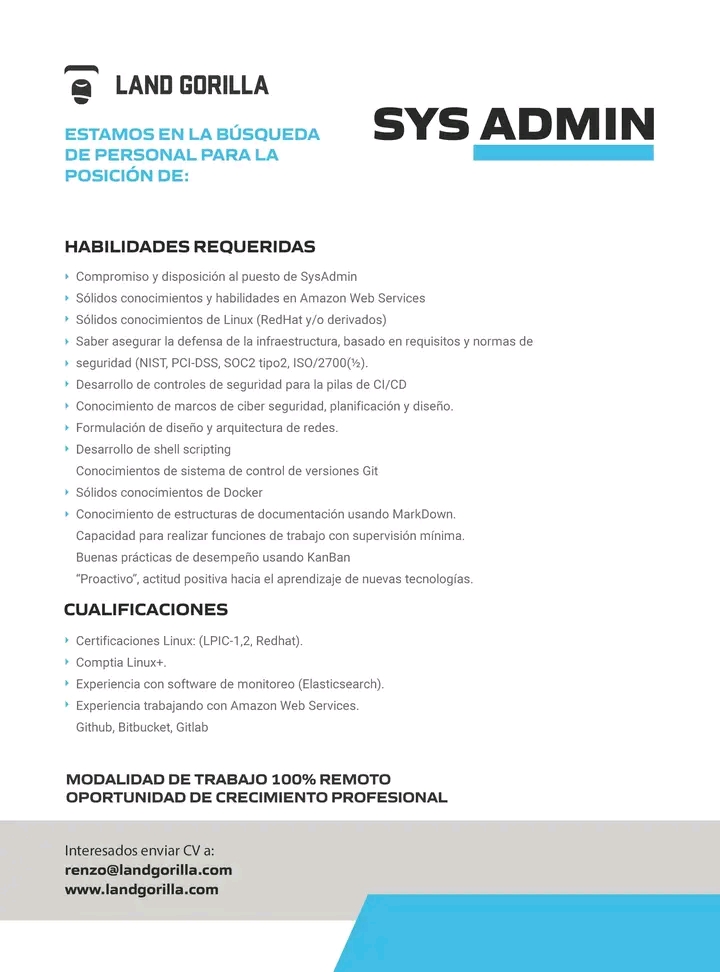 LAND GORILLA
ESTAMOS EN LA BÚSQUEDA
DE PERSONAL PARA LA
POSICIÓN DE:
SYS ADMIN
HABILIDADES REQUERIDAS
Compromiso y disposición al puesto de SysAdmin
Sólidos conocimientos y habilidades en Amazon Web Services
Sólidos conocimientos de Linux (RedHat y/o derivados)
Saber asegurar la defensa de la infraestructura, basado en requisitos y normas de
seguridad (NIST, PCI-DSS, SOC2 tipo2, ISO/2700(½).
Desarrollo de controles de seguridad para la pilas de CI/CD
Conocimiento de marcos de ciber seguridad, planificación y diseño.
Formulación de diseño y arquitectura de redes.
Desarrollo de shell scripting
Conocimientos de sistema de control de versiones Git
Sólidos conocimientos de Docker
Conocimiento de estructuras de documentación usando MarkDown.
Capacidad para realizar funciones de trabajo con supervisión mínima.
Buenas prácticas de desempeño usando KanBan
“Proactivo”, actitud positiva hacia el aprendizaje de nuevas tecnologías.
CUALIFICACIONES
Certificaciones Linux: (LPIC-1,2, Redhat).
Comptia Linux+.
Experiencia con software de monitoreo (Elasticsearch).
Experiencia trabajando con Amazon Web Services.
Github, Bitbucket, Gitlab
MODALIDAD DE TRABAJO 100% REMOTO
OPORTUNIDAD DE CRECIMIENTO PROFESIONAL
Interesados enviar CV a:
renzo@landgorilla.com
www.landgorilla.com